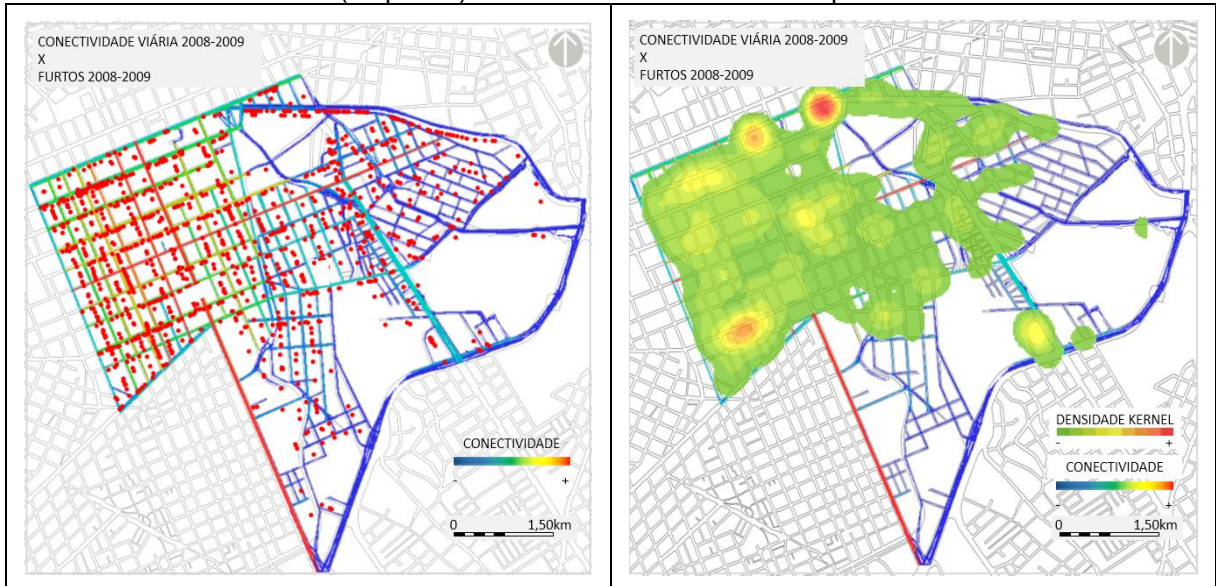 CONECTIVIDADE VIÁRIA 2008-2009
X
FURTOS 2008-2009
CONECTIVIDADE
-
+
0
1,50km
CONECTIVIDADE VIÁRIA 2008-2009
X
FURTOS 2008-2009
DENSIDADE KERNEL
-
+
CONECTIVIDADE
-
+
0
1,50km